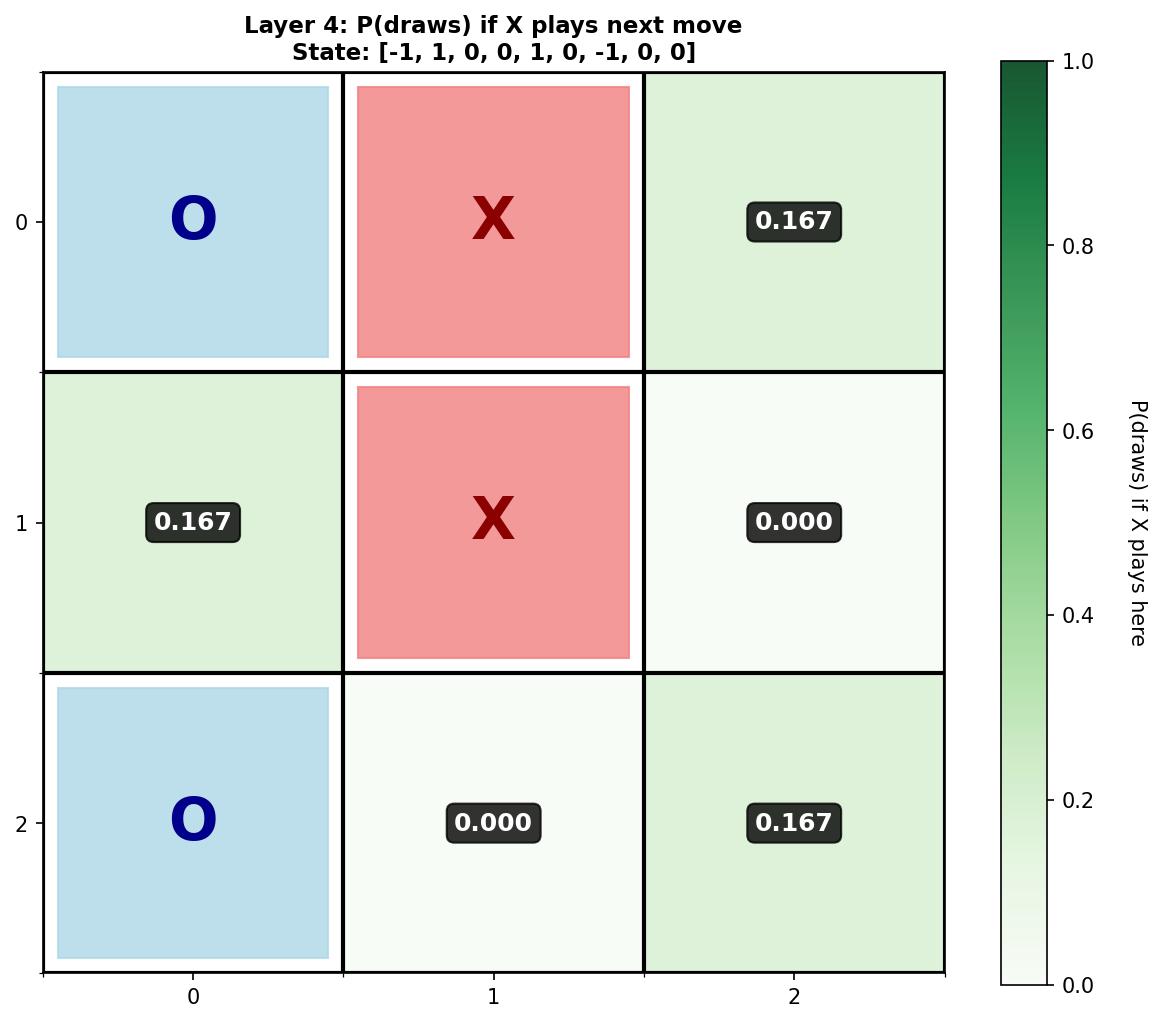 Layer 4: P(draws) if X plays next move
State: [-1, 1, 0, 0, 1, 0, -1, 0, 0]
0
O
X
0.167
1
0.167
X
0.000
2
O
0.000
0.167
0
1
2
1.0
0.8
0.6
0.4
0.2
0.0
P(draws) if X plays here